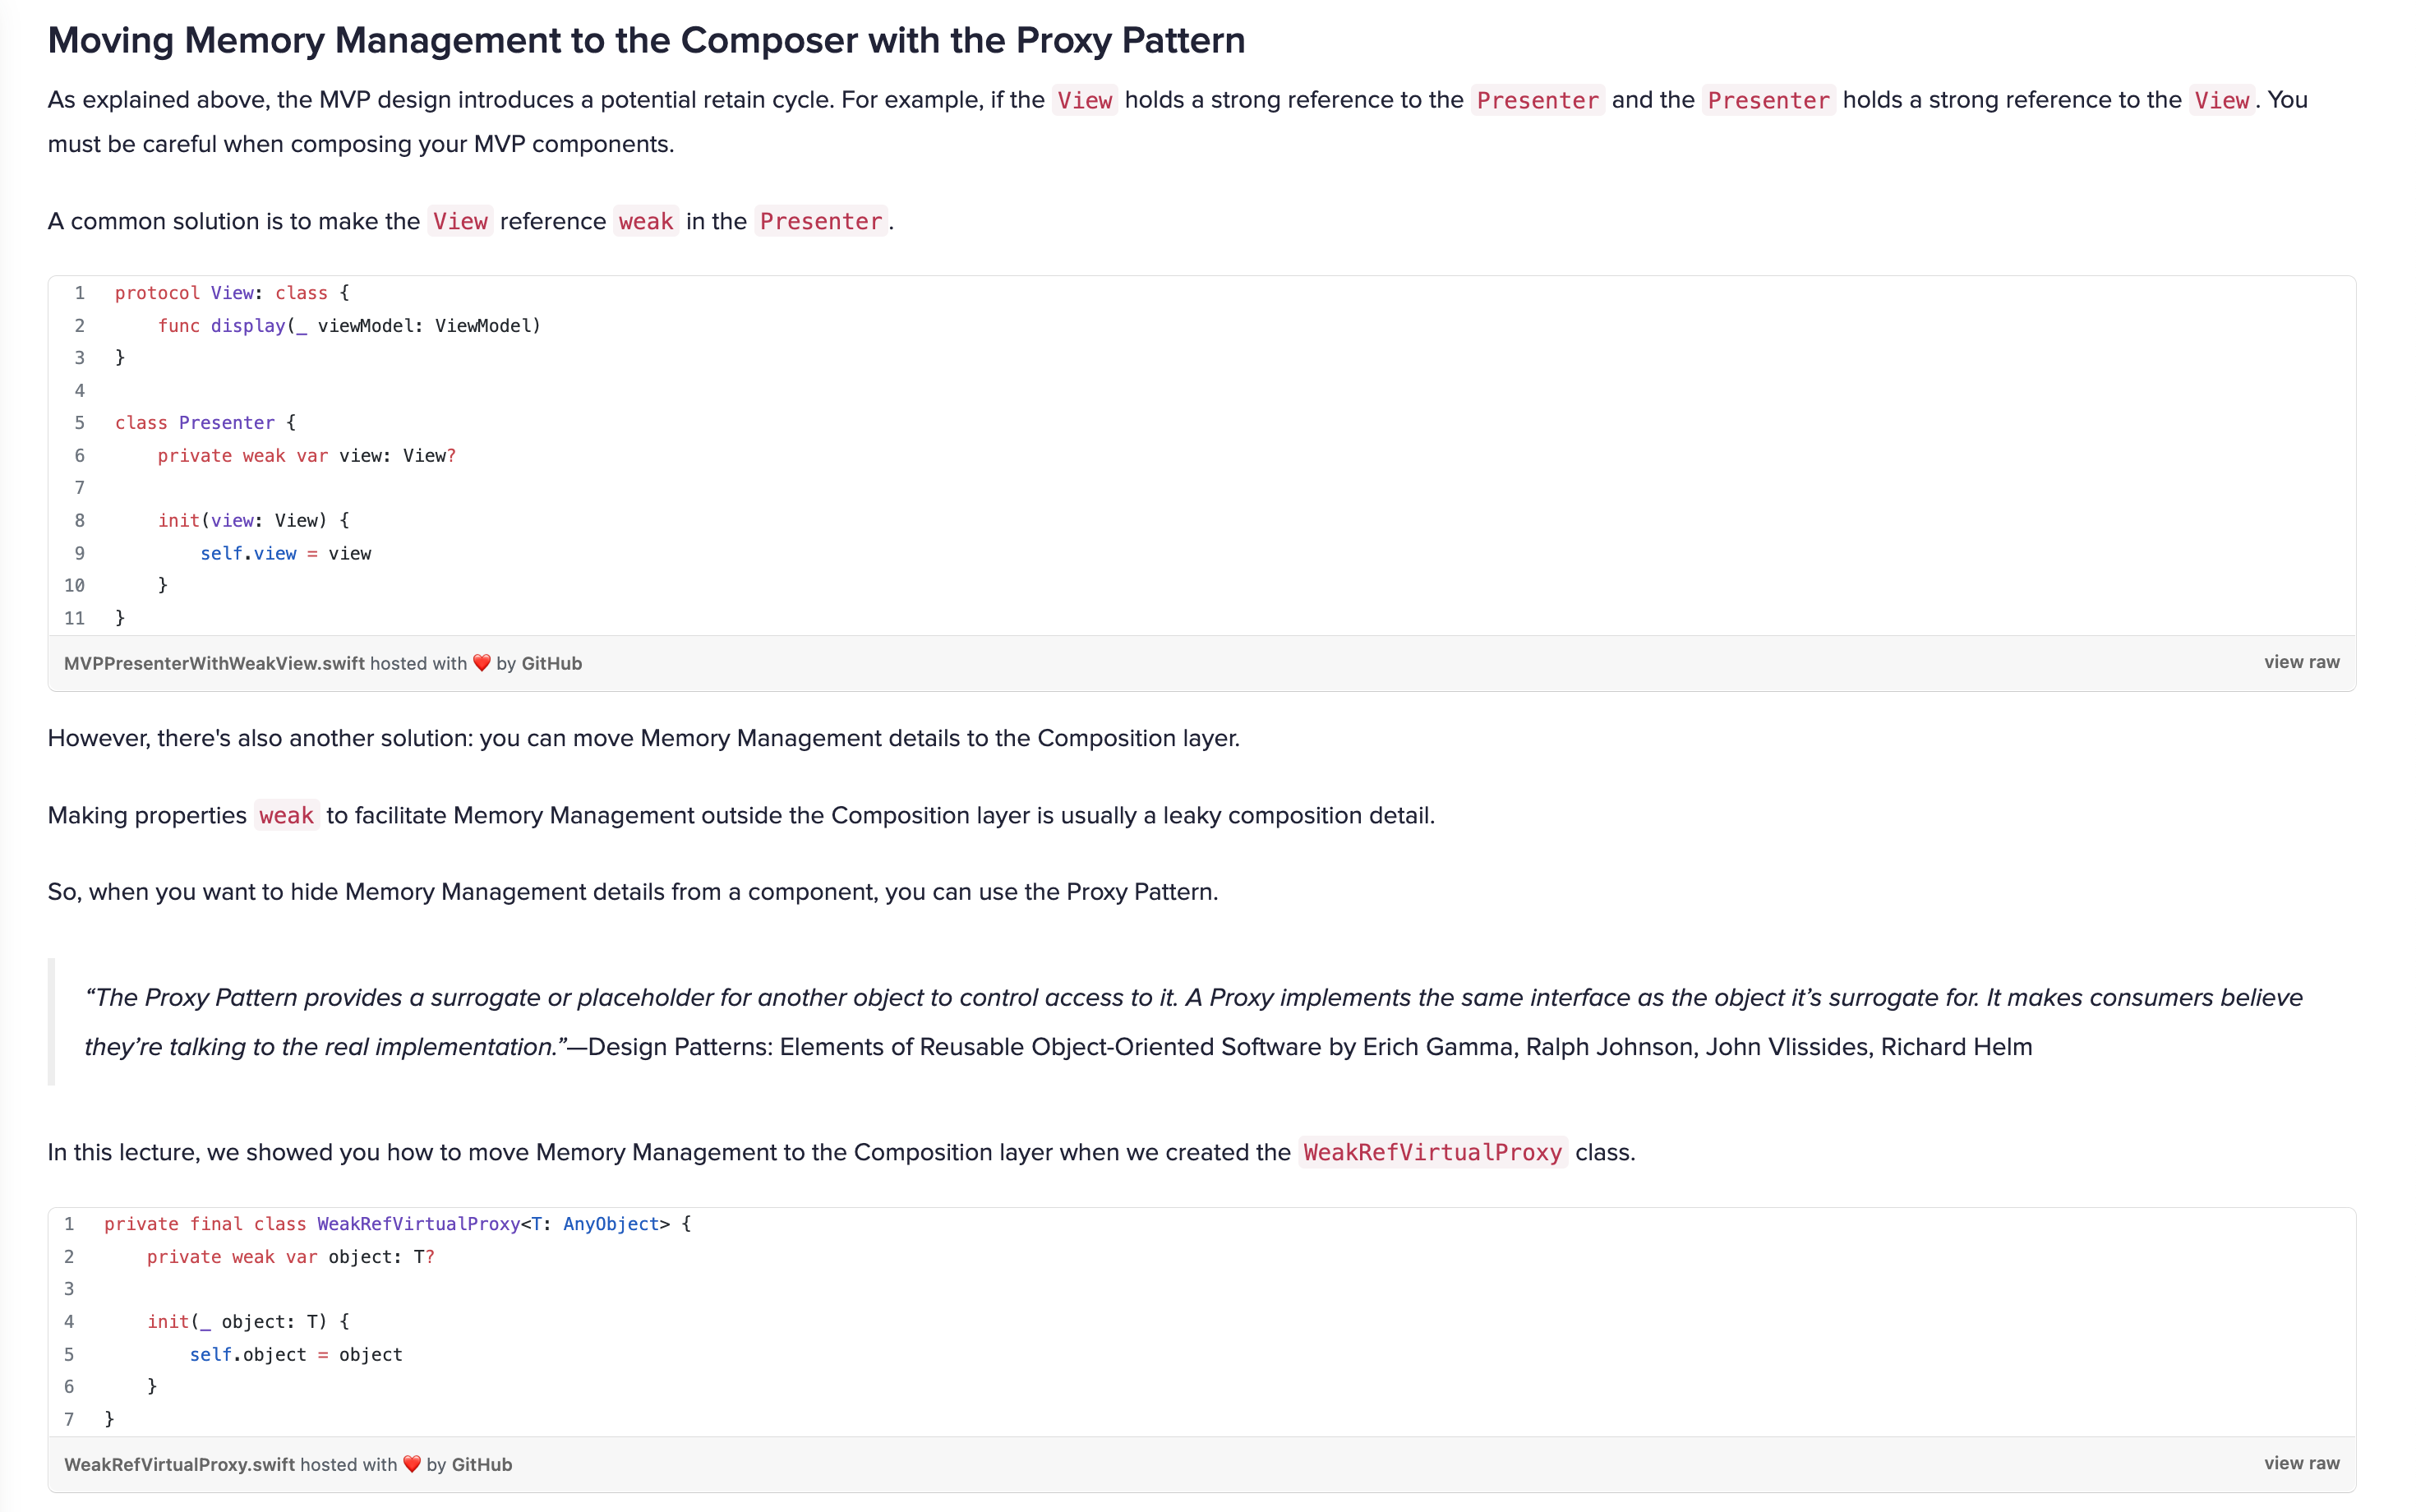 Moving Memory Management to the Composer with the Proxy Pattern
As explained above, the MVP design introduces a potential retain cycle. For example, if the View holds a strong reference to the Presenter and the Presenter holds a strong reference to the View. You
must be careful when composing your MVP components.
A common solution is to make the View reference weak in the Presenter.
1 protocol View: class {
2     func display(_ viewModel: ViewModel)
3 }
4
5 class Presenter {
6     private weak var view: View?
7
8     init(view: View) {
9         self.view = view
10     }
11 }
MVPPresenterWithWeakView.swift hosted with ❤ by GitHub view raw
However, there's also another solution: you can move Memory Management details to the Composition layer.
Making properties weak to facilitate Memory Management outside the Composition layer is usually a leaky composition detail.
So, when you want to hide Memory Management details from a component, you can use the Proxy Pattern.
“The Proxy Pattern provides a surrogate or placeholder for another object to control access to it. A Proxy implements the same interface as the object it’s surrogate for. It makes consumers believe
they’re talking to the real implementation.”—Design Patterns: Elements of Reusable Object-Oriented Software by Erich Gamma, Ralph Johnson, John Vlissides, Richard Helm
In this lecture, we showed you how to move Memory Management to the Composition layer when we created the WeakRefVirtualProxy class.
1 private final class WeakRefVirtualProxy<T: AnyObject> {
2     private weak var object: T?
3
4     init(_ object: T) {
5         self.object = object
6     }
7 }
WeakRefVirtualProxy.swift hosted with ❤ by GitHub view raw